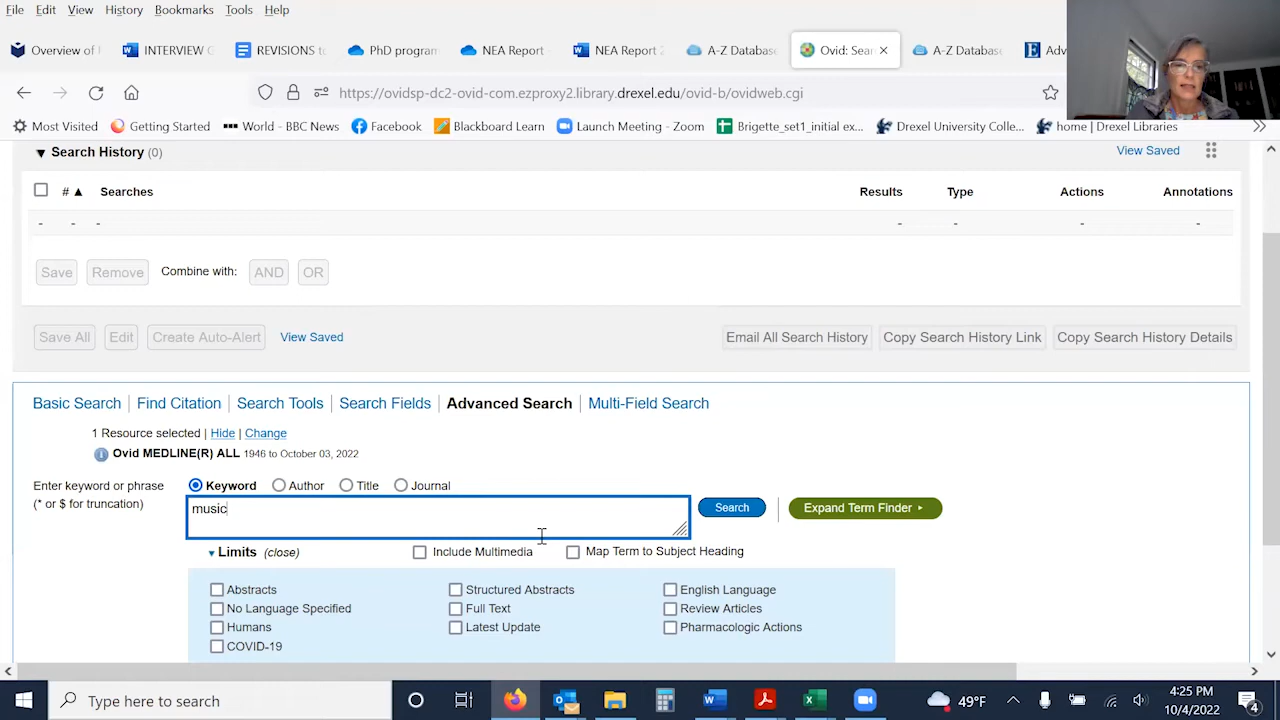 File Edit View History Bookmarks Tools Help
Overview of INTERVIEW REVISIONS to PhD program NEA Report NEA Report A-Z Database Ovid: Sear A-Z Database Adv
https://ovidsp-dc2-ovid-com.ezproxy2.library.drexel.edu/ovid-b/ovidweb.cgi
Most Visited Getting Started World - BBC News Facebook Blackboard Learn Launch Meeting - Zoom Brigette_set1_initial ex... Drexel University Colle... home | Drexel Libraries
Search History (0) View Saved
# ▲ Searches Results Type Actions Annotations
- - - - - - -
Save Remove Combine with: AND OR
Save All Edit Create Auto-Alert View Saved Email All Search History Copy Search History Link Copy Search History Details
Basic Search | Find Citation | Search Tools | Search Fields | Advanced Search | Multi-Field Search
1 Resource selected | Hide | Change
Ovid MEDLINE(R) ALL 1946 to October 03, 2022
Enter keyword or phrase Keyword Author Title Journal
(* or $ for truncation) music Search Expand Term Finder
Limits (close) Include Multimedia Map Term to Subject Heading
Abstracts Structured Abstracts English Language
No Language Specified Full Text Review Articles
Humans Latest Update Pharmacologic Actions
COVID-19
Type here to search 49°F 4:25 PM
10/4/2022 4